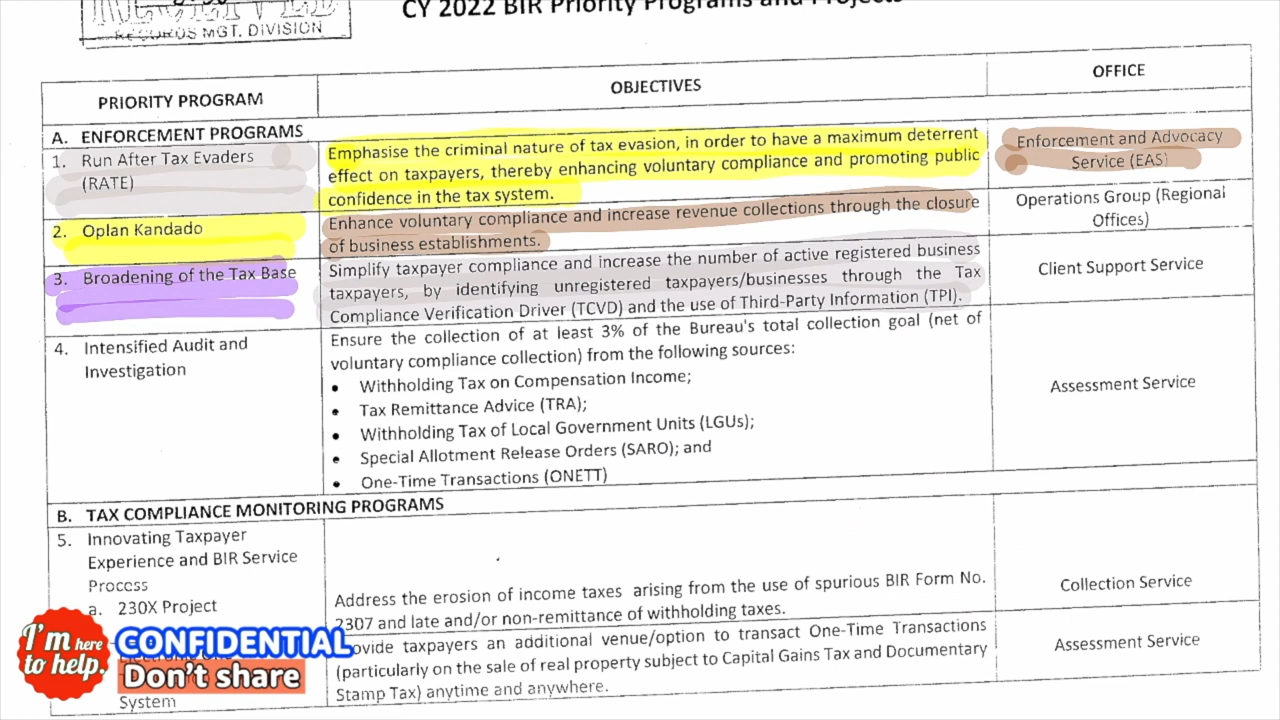 RECORDS MGT. DIVISION
CY 2022 BIR Priority Programs and Projects
PRIORITY PROGRAM
OBJECTIVES
OFFICE
A. ENFORCEMENT PROGRAMS
1. Run After Tax Evaders
(RATE)
Emphasise the criminal nature of tax evasion, in order to have a maximum deterrent
effect on taxpayers, thereby enhancing voluntary compliance and promoting public
confidence in the tax system.
Enforcement and Advocacy
Service (EAS)
2. Oplan Kandado
Enhance voluntary compliance and increase revenue collections through the closure
of business establishments.
Operations Group (Regional
Offices)
3. Broadening of the Tax Base
Simplify taxpayer compliance and increase the number of active registered business
taxpayers, by identifying unregistered taxpayers/businesses through the Tax
Compliance Verification Driver (TCVD) and the use of Third-Party Information (TPI).
Client Support Service
4. Intensified Audit and
Investigation
Ensure the collection of at least 3% of the Bureau's total collection goal (net of
voluntary compliance collection) from the following sources:
• Withholding Tax on Compensation Income;
• Tax Remittance Advice (TRA);
• Withholding Tax of Local Government Units (LGUs);
• Special Allotment Release Orders (SARO); and
• One-Time Transactions (ONETT)
Assessment Service
B. TAX COMPLIANCE MONITORING PROGRAMS
5. Innovating Taxpayer
Experience and BIR Service
Process
a. 230X Project
Address the erosion of income taxes arising from the use of spurious BIR Form No.
2307 and late and/or non-remittance of withholding taxes.
Collection Service
System
taxpayers an additional venue/option to transact One-Time Transactions
(particularly on the sale of real property subject to Capital Gains Tax and Documentary
Stamp Tax) anytime and anywhere.
Assessment Service
I'm here
to help.
CONFIDENTIAL
Don't share